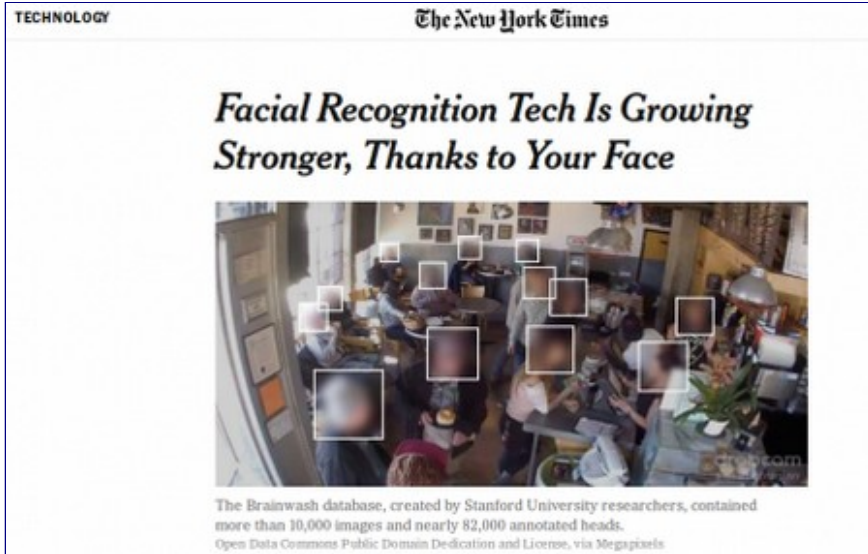 TECHNOLOGY
The New York Times
Facial Recognition Tech Is Growing
Stronger, Thanks to Your Face
dropcam
The Brainwash database, created by Stanford University researchers, contained
more than 10,000 images and nearly 82,000 annotated heads.
Open Data Commons Public Domain Dedication and License, via Megapixels